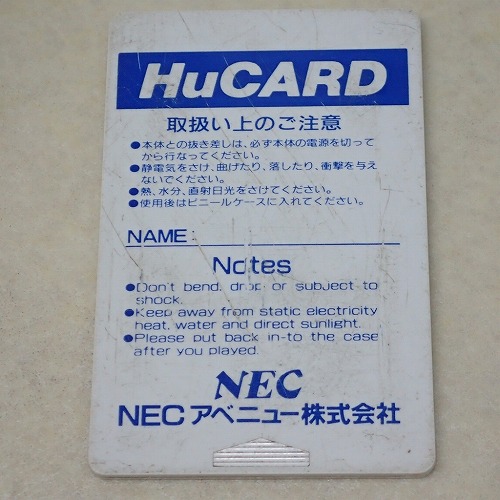 HuCARD
取扱い上のご注意
●本体との抜き差しは、必ず本体の電源を切って
から行なってください。
●静電気をさけ、曲げたり、落したり、衝撃を与え
ないでください。
●熱、水分、直射日光をさけてください。
●使用後はビニールケースに入れてください。
NAME:
Notes
●Don't bend, drop or subject to
shock.
●Keep away from static electricity
heat, water and direct sunlight.
●Please put back in-to the case
after you played.
NEC
NECアベニュー株式会社